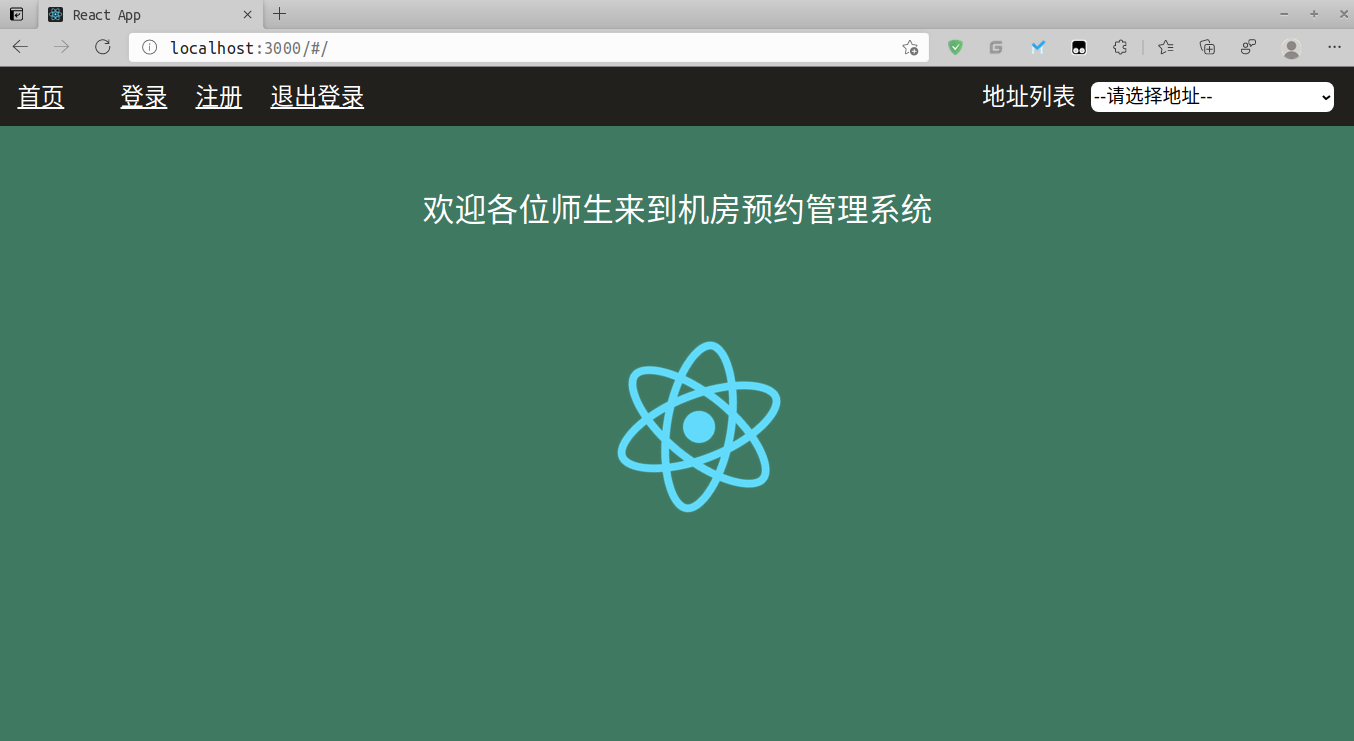 React App
localhost:3000/#/
首页 登录 注册 退出登录 地址列表 --请选择地址--
欢迎各位师生来到机房预约管理系统